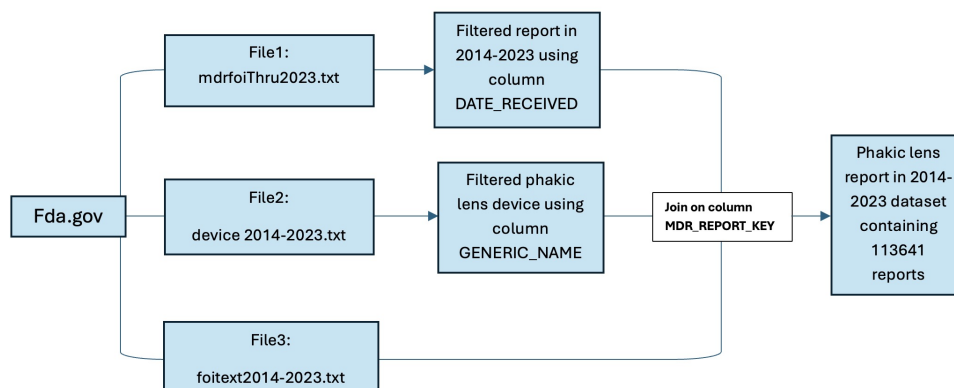 Fda.gov
File1:
mdrfoiThru2023.txt
Filtered report in
2014-2023 using
column
DATE_RECEIVED
File2:
device 2014-2023.txt
Filtered phakic
lens device using
column
GENERIC_NAME
File3:
foitext2014-2023.txt
Join on column
MDR_REPORT_KEY
Phakic lens
report in 2014-
2023 dataset
containing
113641
reports